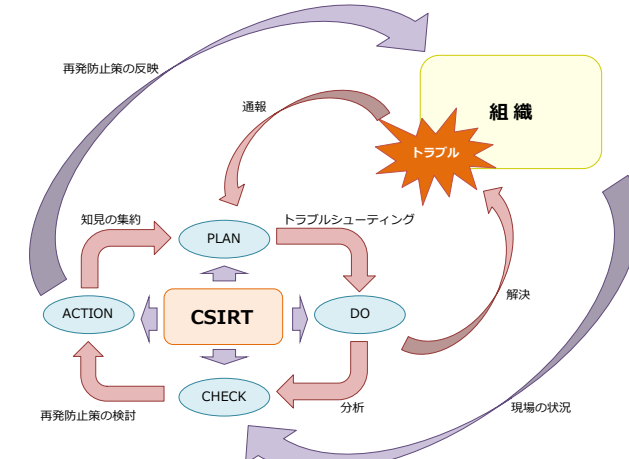 再発防止策の反映
通報
組織
トラブル
知見の集約
PLAN
トラブルシューティング
ACTION
CSIRT
DO
解決
CHECK
再発防止策の検討
分析
現場の状況